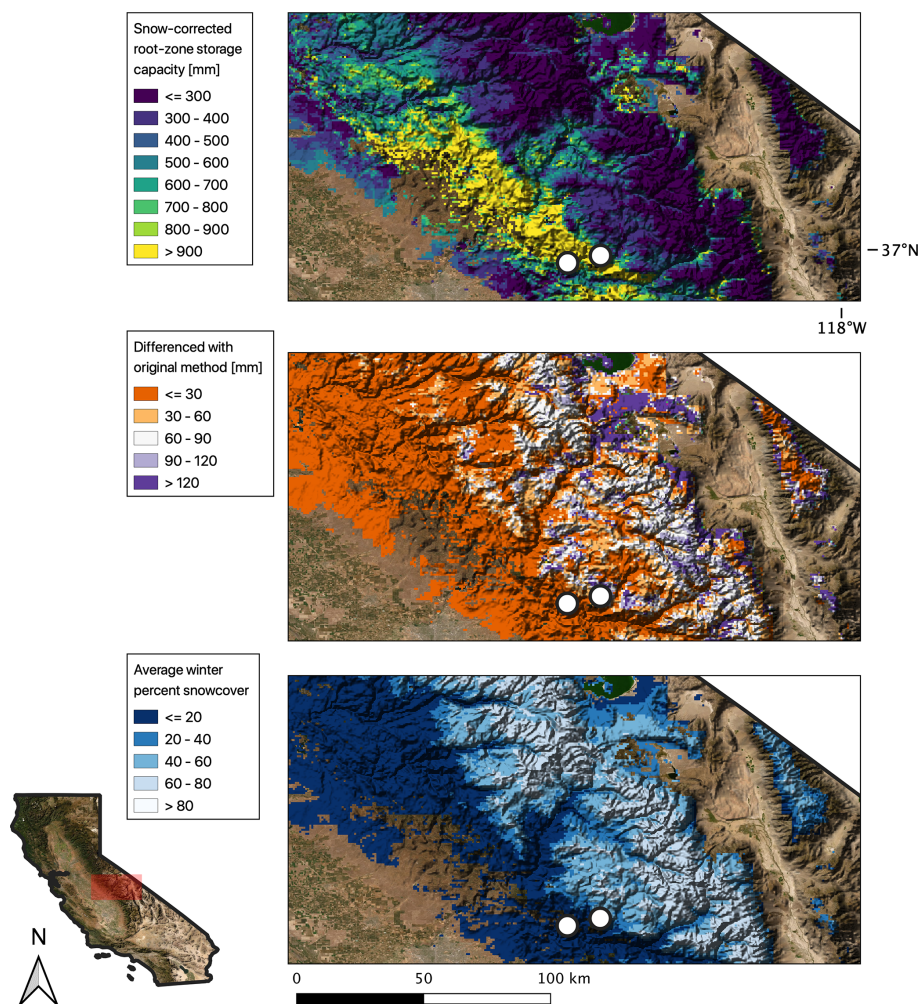 Snow-corrected
root-zone storage
capacity [mm]
<= 300
300 - 400
400 - 500
500 - 600
600 - 700
700 - 800
800 - 900
> 900
37°N
118°W
Differenced with
original method [mm]
<= 30
30 - 60
60 - 90
90 - 120
> 120
Average winter
percent snowcover
<= 20
20 - 40
40 - 60
60 - 80
> 80
N
0 50 100 km